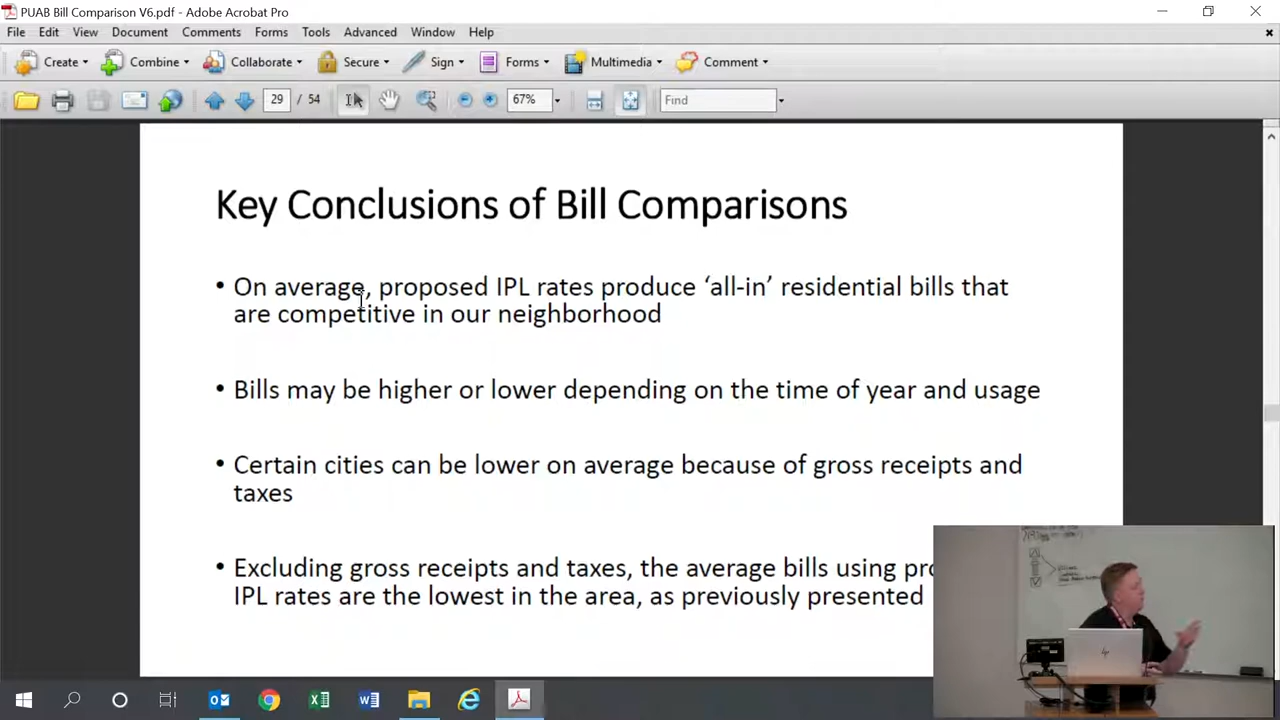 PUAB Bill Comparison V6.pdf - Adobe Acrobat Pro
File Edit View Document Comments Forms Tools Advanced Window Help
Create Combine Collaborate Secure Sign Forms Multimedia Comment
29 / 54 67% Find
Key Conclusions of Bill Comparisons
• On average, proposed IPL rates produce ‘all-in’ residential bills that
are competitive in our neighborhood
• Bills may be higher or lower depending on the time of year and usage
• Certain cities can be lower on average because of gross receipts and
taxes
• Excluding gross receipts and taxes, the average bills using
IPL rates are the lowest in the area, as previously presented
hp